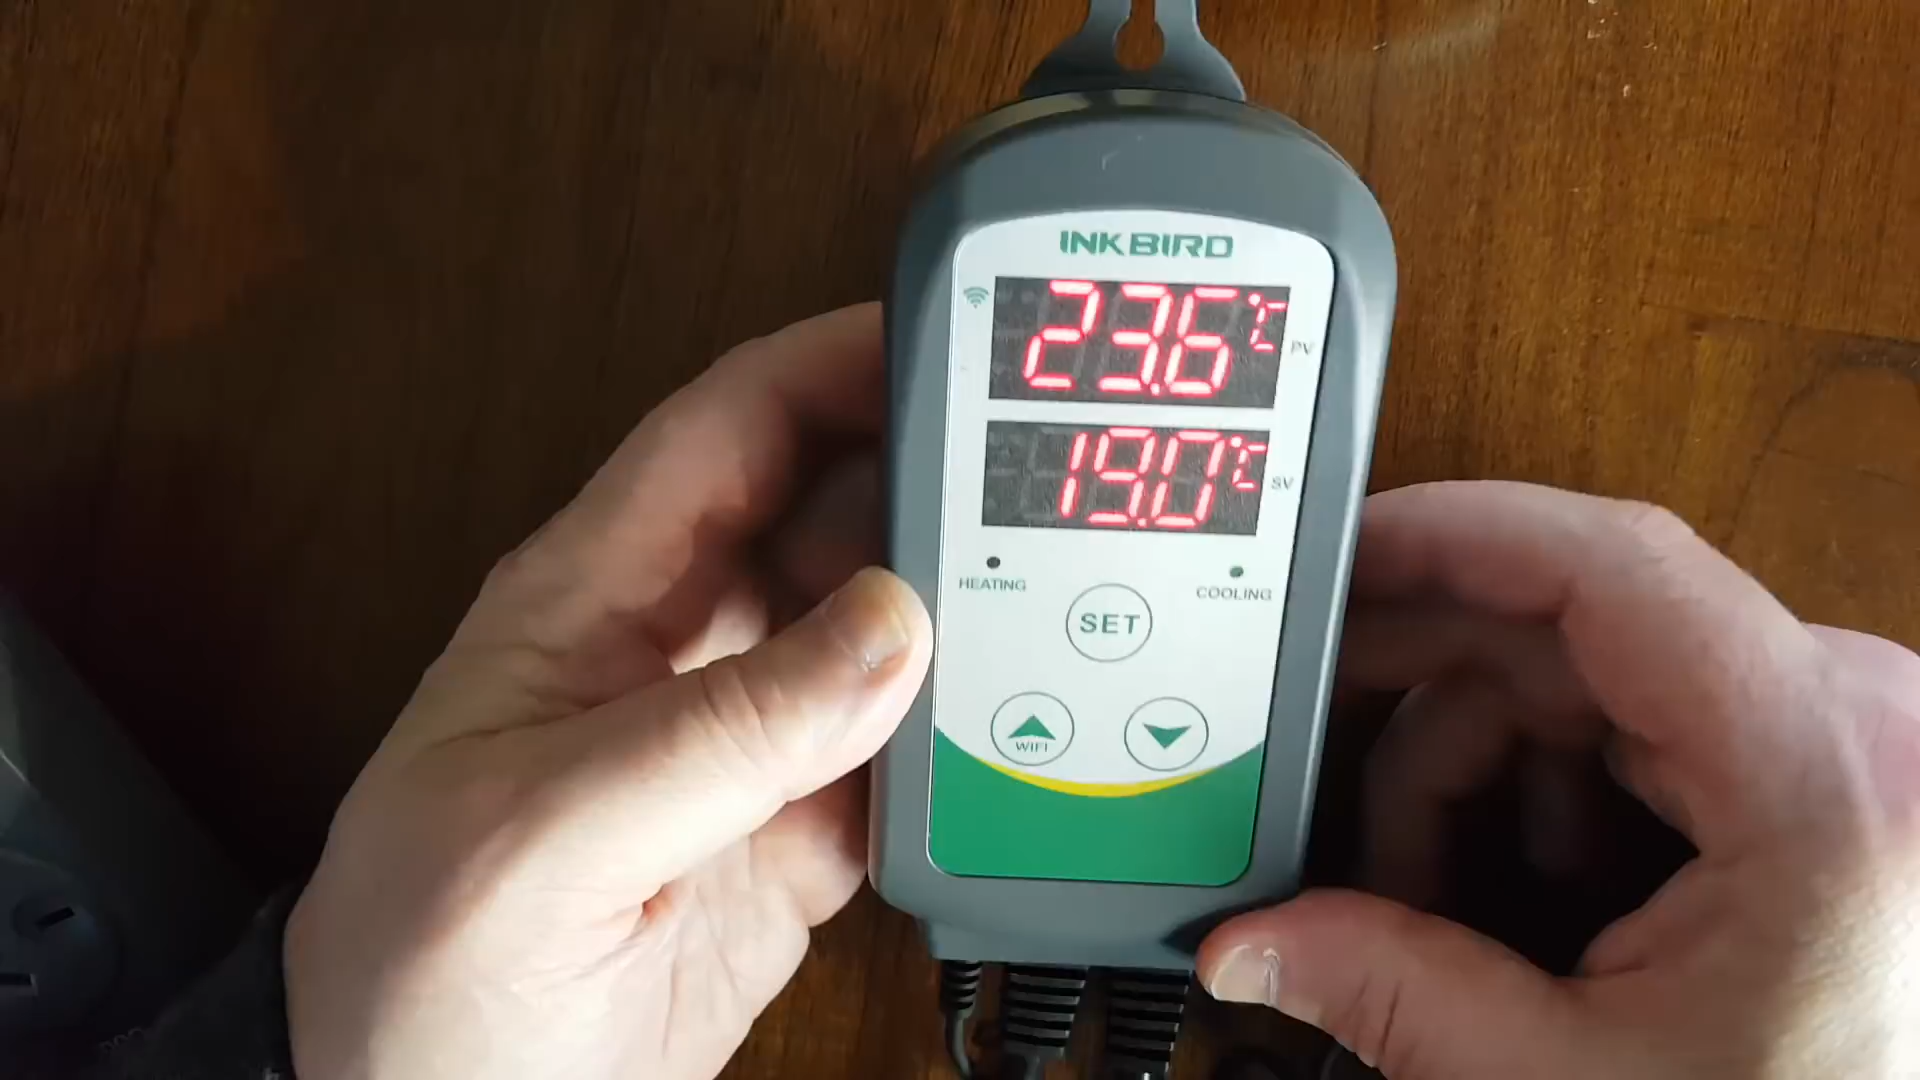 INKBIRD
23.6℃
PV
19.0℃
SV
HEATING
COOLING
SET
WIFI